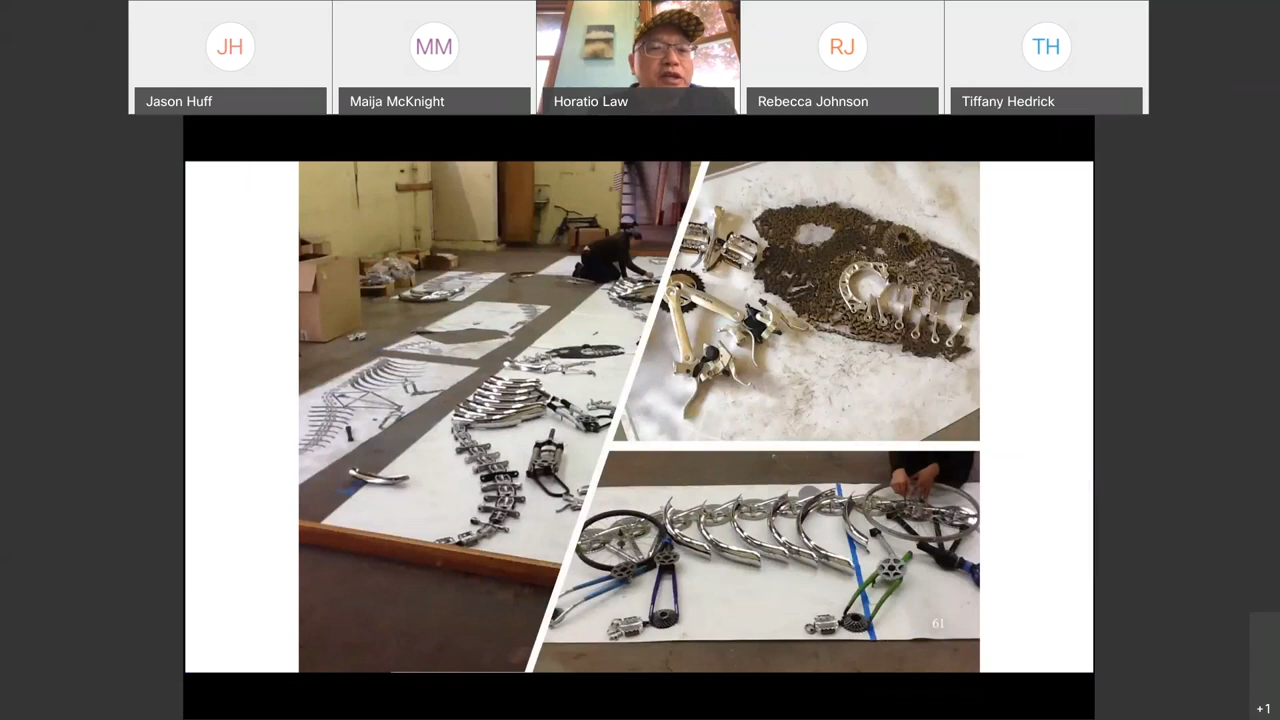 JH
MM
RJ
TH
Jason Huff
Maija McKnight
Horatio Law
Rebecca Johnson
Tiffany Hedrick
61
+1